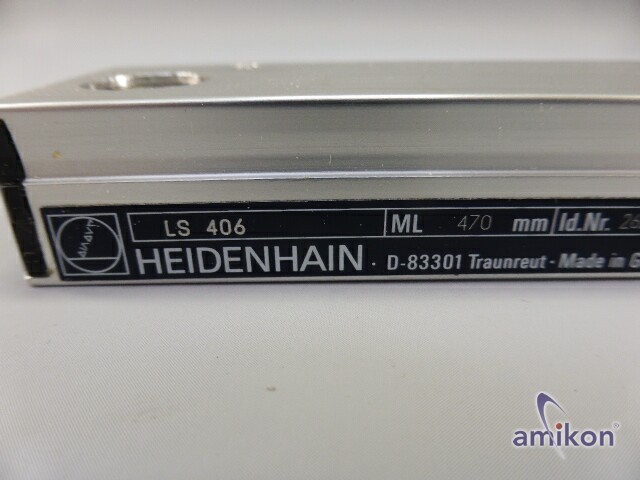 LS 406 ML 470 mm Id.Nr.
HEIDENHAIN · D-83301 Traunreut - Made in G
amikon